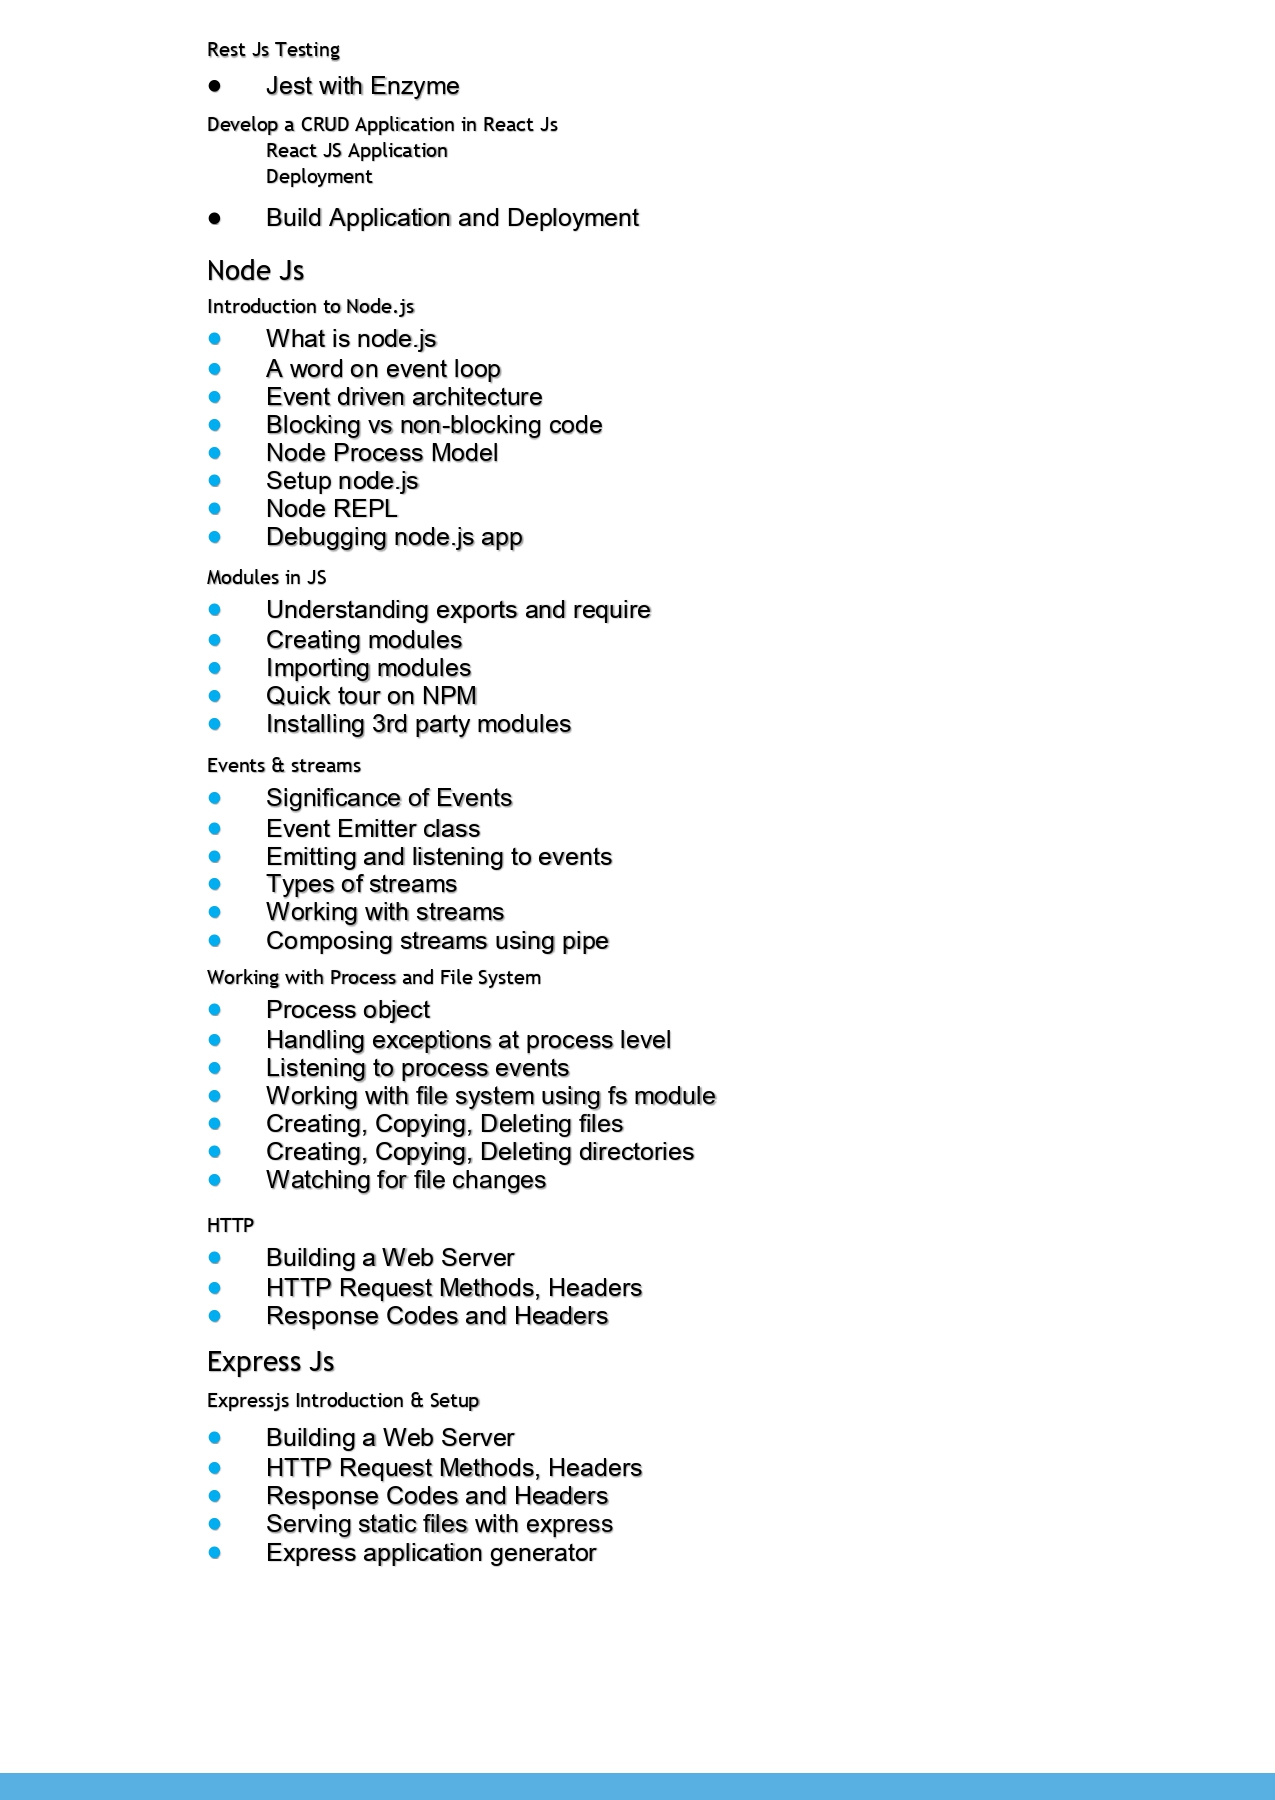 Rest Js Testing
● Jest with Enzyme
Develop a CRUD Application in React Js
React JS Application
Deployment
● Build Application and Deployment
Node Js
Introduction to Node.js
● What is node.js
● A word on event loop
● Event driven architecture
● Blocking vs non-blocking code
● Node Process Model
● Setup node.js
● Node REPL
● Debugging node.js app
Modules in JS
● Understanding exports and require
● Creating modules
● Importing modules
● Quick tour on NPM
● Installing 3rd party modules
Events & streams
● Significance of Events
● Event Emitter class
● Emitting and listening to events
● Types of streams
● Working with streams
● Composing streams using pipe
Working with Process and File System
● Process object
● Handling exceptions at process level
● Listening to process events
● Working with file system using fs module
● Creating, Copying, Deleting files
● Creating, Copying, Deleting directories
● Watching for file changes
HTTP
● Building a Web Server
● HTTP Request Methods, Headers
● Response Codes and Headers
Express Js
Expressjs Introduction & Setup
● Building a Web Server
● HTTP Request Methods, Headers
● Response Codes and Headers
● Serving static files with express
● Express application generator